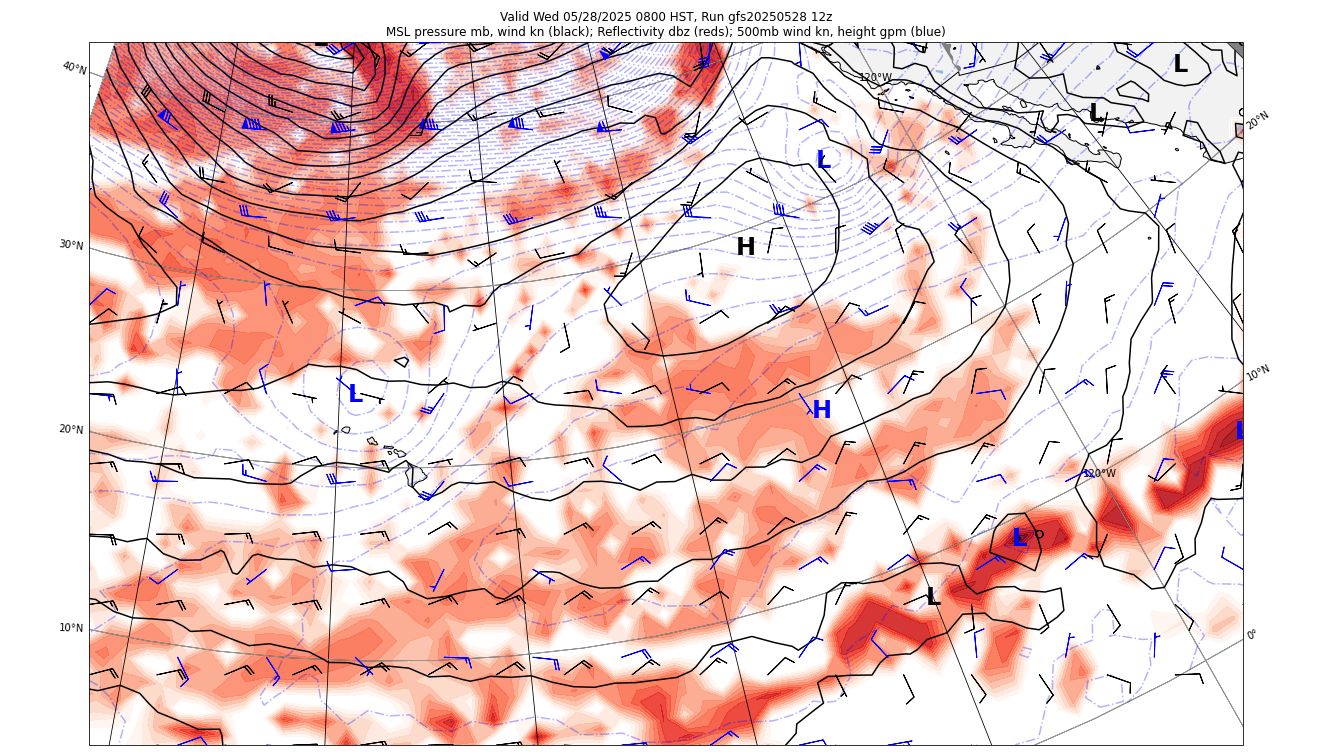 Valid Wed 05/28/2025 0800 HST, Run gfs20250528 12z
MSL pressure mb, wind kn (black); Reflectivity dbz (reds); 500mb wind kn, height gpm (blue)
L
40°N
120°W
L
L
20°N
L
30°N
H
10°N
L
H
20°N
L
120°W
L
L
10°N
0°